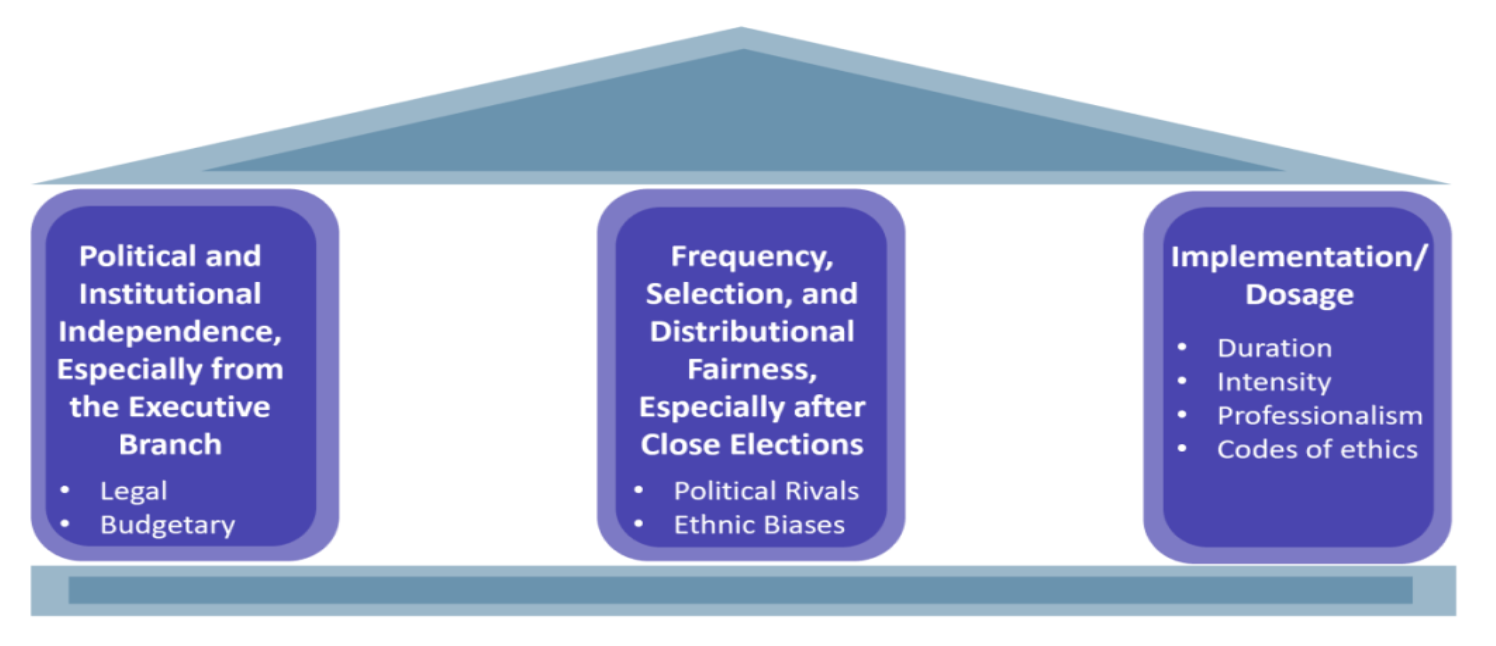 Political and
Institutional
Independence,
Especially from
the Executive
Branch
• Legal
• Budgetary
Frequency,
Selection, and
Distributional
Fairness,
Especially after
Close Elections
• Political Rivals
• Ethnic Biases
Implementation/
Dosage
• Duration
• Intensity
• Professionalism
• Codes of ethics